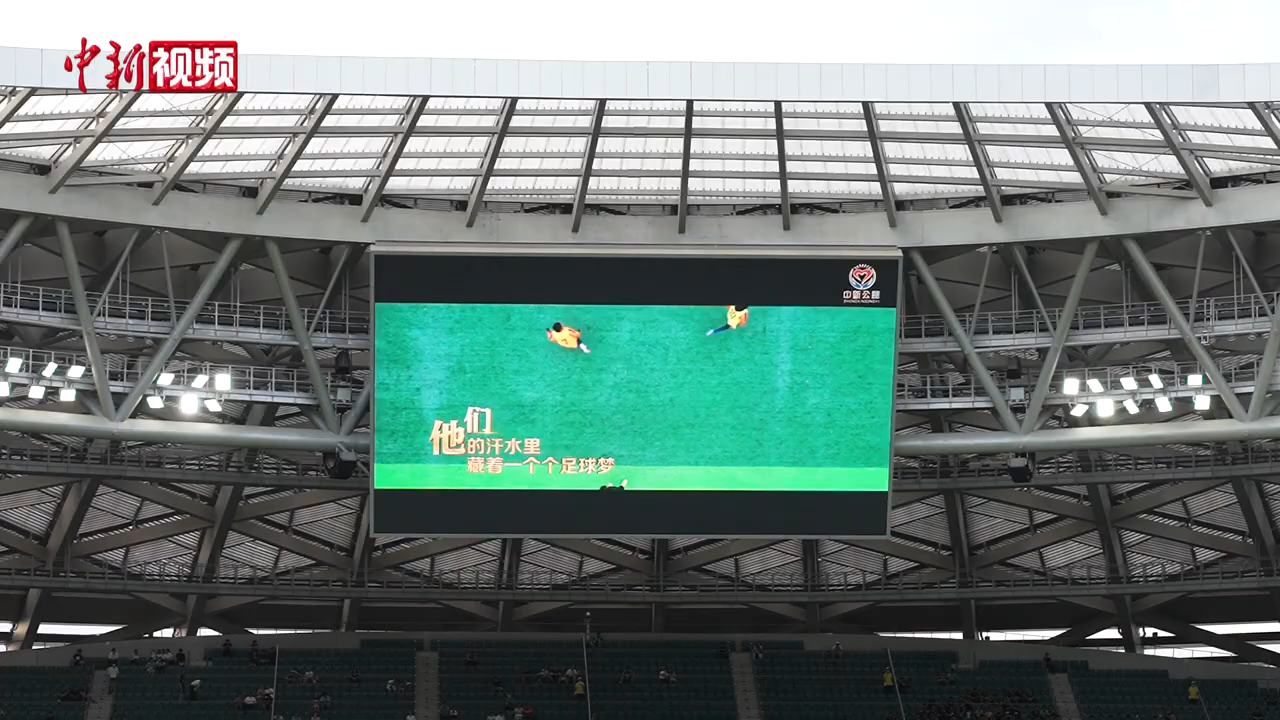 中新视频
中新公益
他们
的汗水里
藏着一个个足球梦